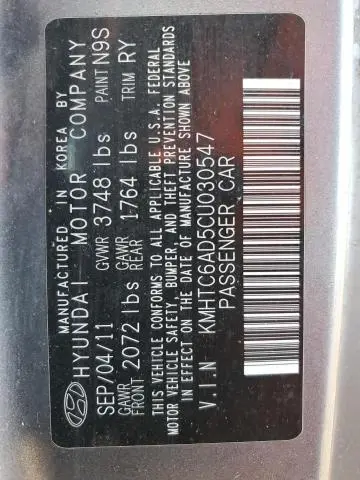 MANUFACTURED IN KOREA BY
HYUNDAI MOTOR COMPANY
SEP/04/11 GVWR 3748 lbs PAINT N9S
GAWR FRONT 2072 lbs GAWR REAR 1764 lbs TRIM RY
THIS VEHICLE CONFORMS TO ALL APPLICABLE U.S.A. FEDERAL
MOTOR VEHICLE SAFETY, BUMPER, AND THEFT PREVENTION STANDARDS
IN EFFECT ON THE DATE OF MANUFACTURE SHOWN ABOVE
V.I.N KMHTC6AD5CU030547
PASSENGER CAR